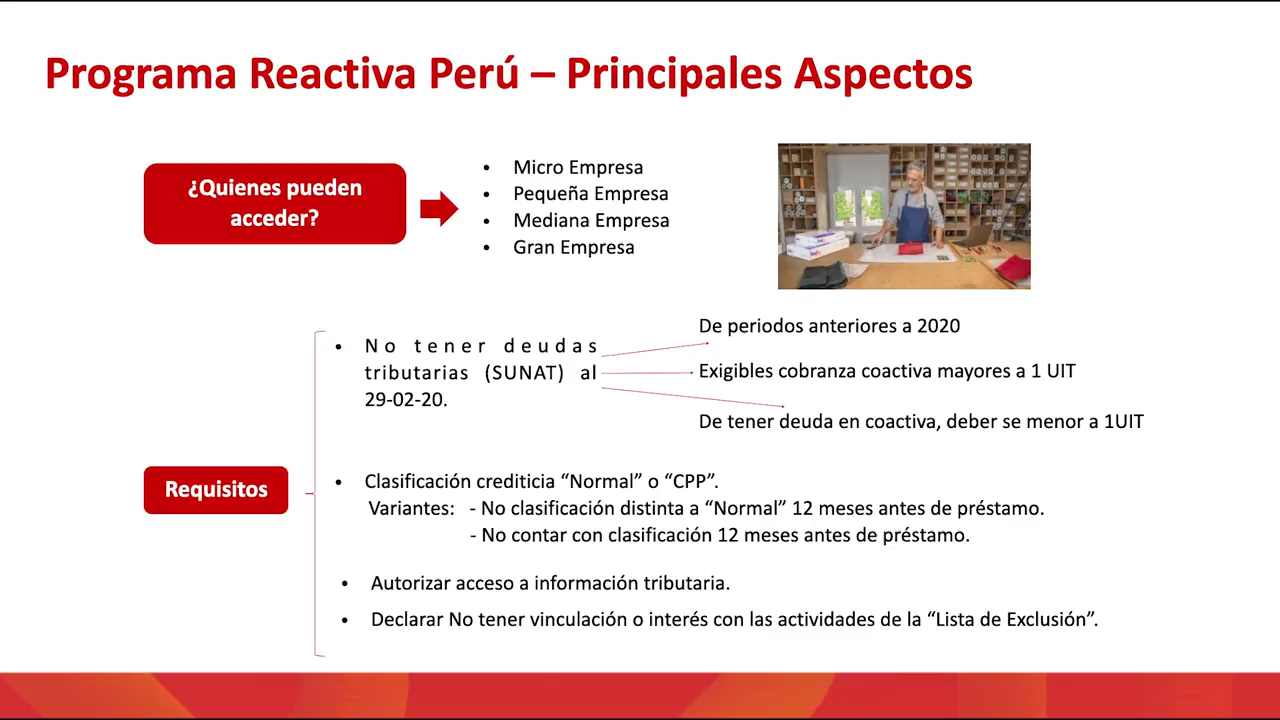 Programa Reactiva Perú – Principales Aspectos
¿Quienes pueden
acceder?
• Micro Empresa
• Pequeña Empresa
• Mediana Empresa
• Gran Empresa
Requisitos
• No tener deudas
tributarias (SUNAT) al
29-02-20.
De periodos anteriores a 2020
Exigibles cobranza coactiva mayores a 1 UIT
De tener deuda en coactiva, deber se menor a 1UIT
• Clasificación crediticia “Normal” o “CPP”.
Variantes: - No clasificación distinta a “Normal” 12 meses antes de préstamo.
- No contar con clasificación 12 meses antes de préstamo.
• Autorizar acceso a información tributaria.
• Declarar No tener vinculación o interés con las actividades de la “Lista de Exclusión”.